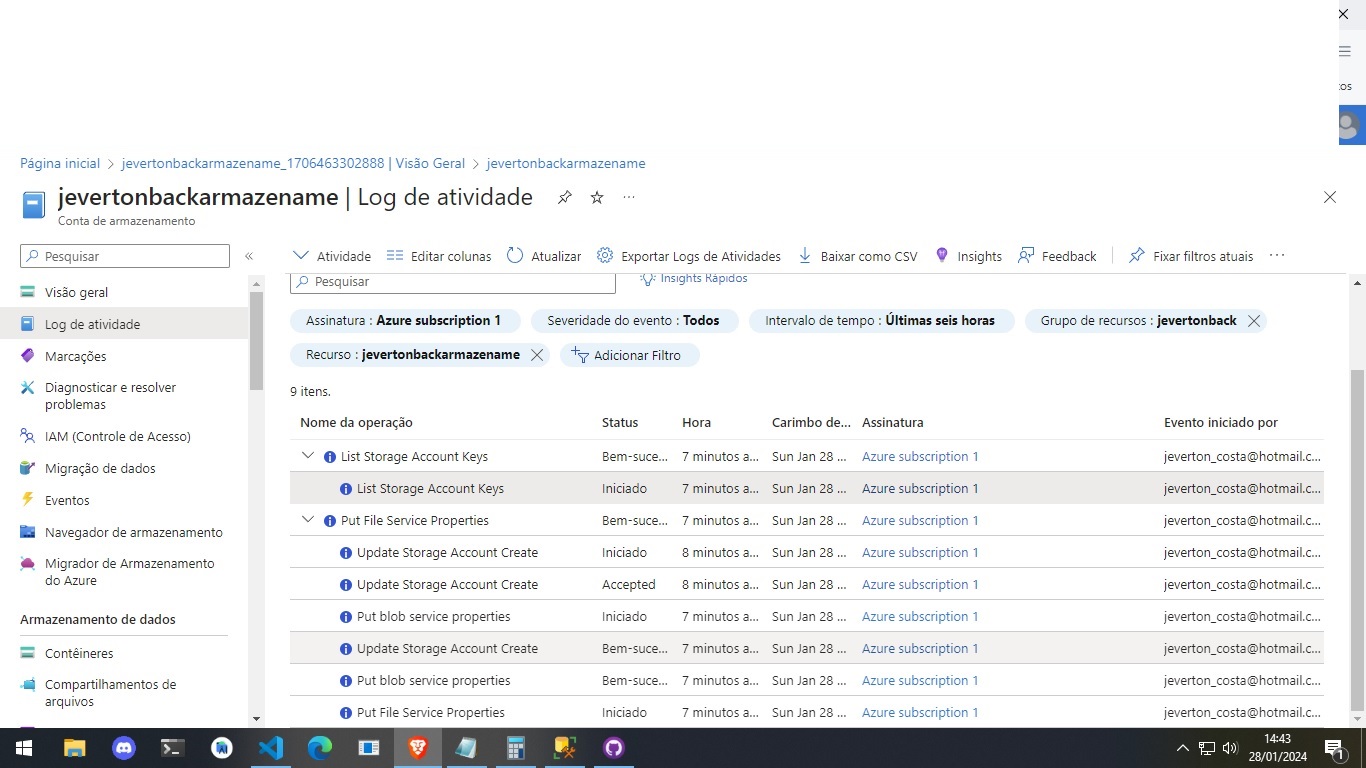 os
Página inicial > jevertonbackarmazename_1706463302888 | Visão Geral > jevertonbackarmazename
jevertonbackarmazename | Log de atividade ...
Conta de armazenamento
Pesquisar «
Atividade Editar colunas Atualizar Exportar Logs de Atividades Baixar como CSV Insights Feedback Fixar filtros atuais ...
Visão geral
Log de atividade
Marcações
Diagnosticar e resolver
problemas
IAM (Controle de Acesso)
Migração de dados
Eventos
Navegador de armazenamento
Migrador de Armazenamento
do Azure
Armazenamento de dados
Contêineres
Compartilhamentos de
arquivos
Pesquisar Insights Rápidos
Assinatura : Azure subscription 1 Severidade do evento : Todos Intervalo de tempo : Últimas seis horas Grupo de recursos : jevertonback
Recurso : jevertonbackarmazename Adicionar Filtro
9 itens.
Nome da operação Status Hora Carimbo de... Assinatura Evento iniciado por
List Storage Account Keys Bem-suce... 7 minutos a... Sun Jan 28 ... Azure subscription 1 jeverton_costa@hotmail.c...
List Storage Account Keys Iniciado 7 minutos a... Sun Jan 28 ... Azure subscription 1 jeverton_costa@hotmail.c...
Put File Service Properties Bem-suce... 7 minutos a... Sun Jan 28 ... Azure subscription 1 jeverton_costa@hotmail.c...
Update Storage Account Create Iniciado 8 minutos a... Sun Jan 28 ... Azure subscription 1 jeverton_costa@hotmail.c...
Update Storage Account Create Accepted 8 minutos a... Sun Jan 28 ... Azure subscription 1 jeverton_costa@hotmail.c...
Put blob service properties Iniciado 7 minutos a... Sun Jan 28 ... Azure subscription 1 jeverton_costa@hotmail.c...
Update Storage Account Create Bem-suce... 7 minutos a... Sun Jan 28 ... Azure subscription 1 jeverton_costa@hotmail.c...
Put blob service properties Bem-suce... 7 minutos a... Sun Jan 28 ... Azure subscription 1 jeverton_costa@hotmail.c...
Put File Service Properties Iniciado 7 minutos a... Sun Jan 28 ... Azure subscription 1 jeverton_costa@hotmail.c...
14:43
28/01/2024
1